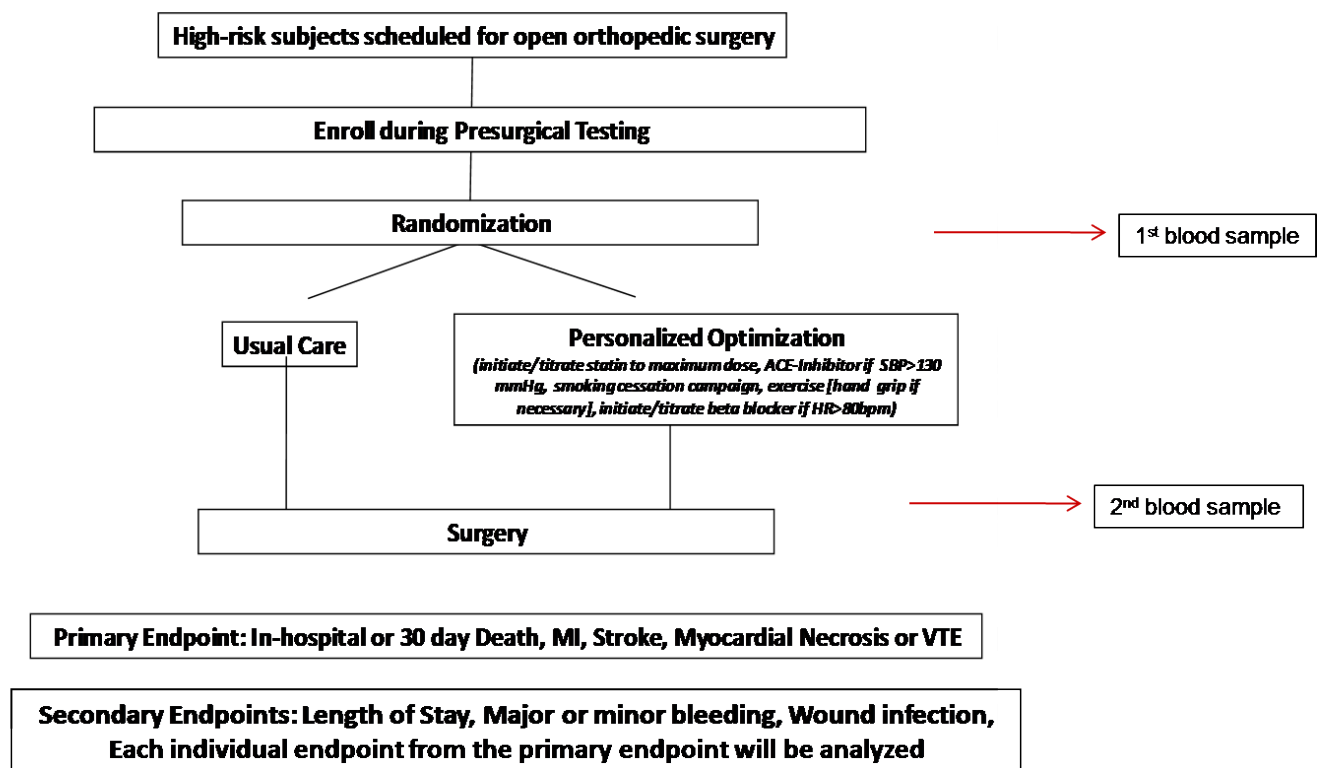 High-risk subjects scheduled for open orthopedic surgery
Enroll during Presurgical Testing
Randomization
1st blood sample
Usual Care
Personalized Optimization
(initiate/titrate statin to maximum dose, ACE-Inhibitor if SBP>130
mmHg, smoking cessation campaign, exercise [hand grip if
necessary], initiate/titrate beta blocker if HR>80bpm)
2nd blood sample
Surgery
Primary Endpoint: In-hospital or 30 day Death, MI, Stroke, Myocardial Necrosis or VTE
Secondary Endpoints: Length of Stay, Major or minor bleeding, Wound infection,
Each individual endpoint from the primary endpoint will be analyzed